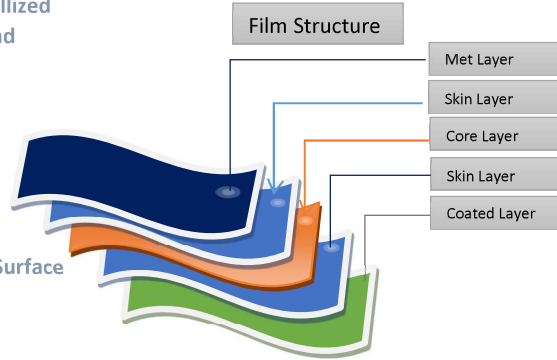 Film Structure
Met Layer
Skin Layer
Core Layer
Skin Layer
Coated Layer
Surface